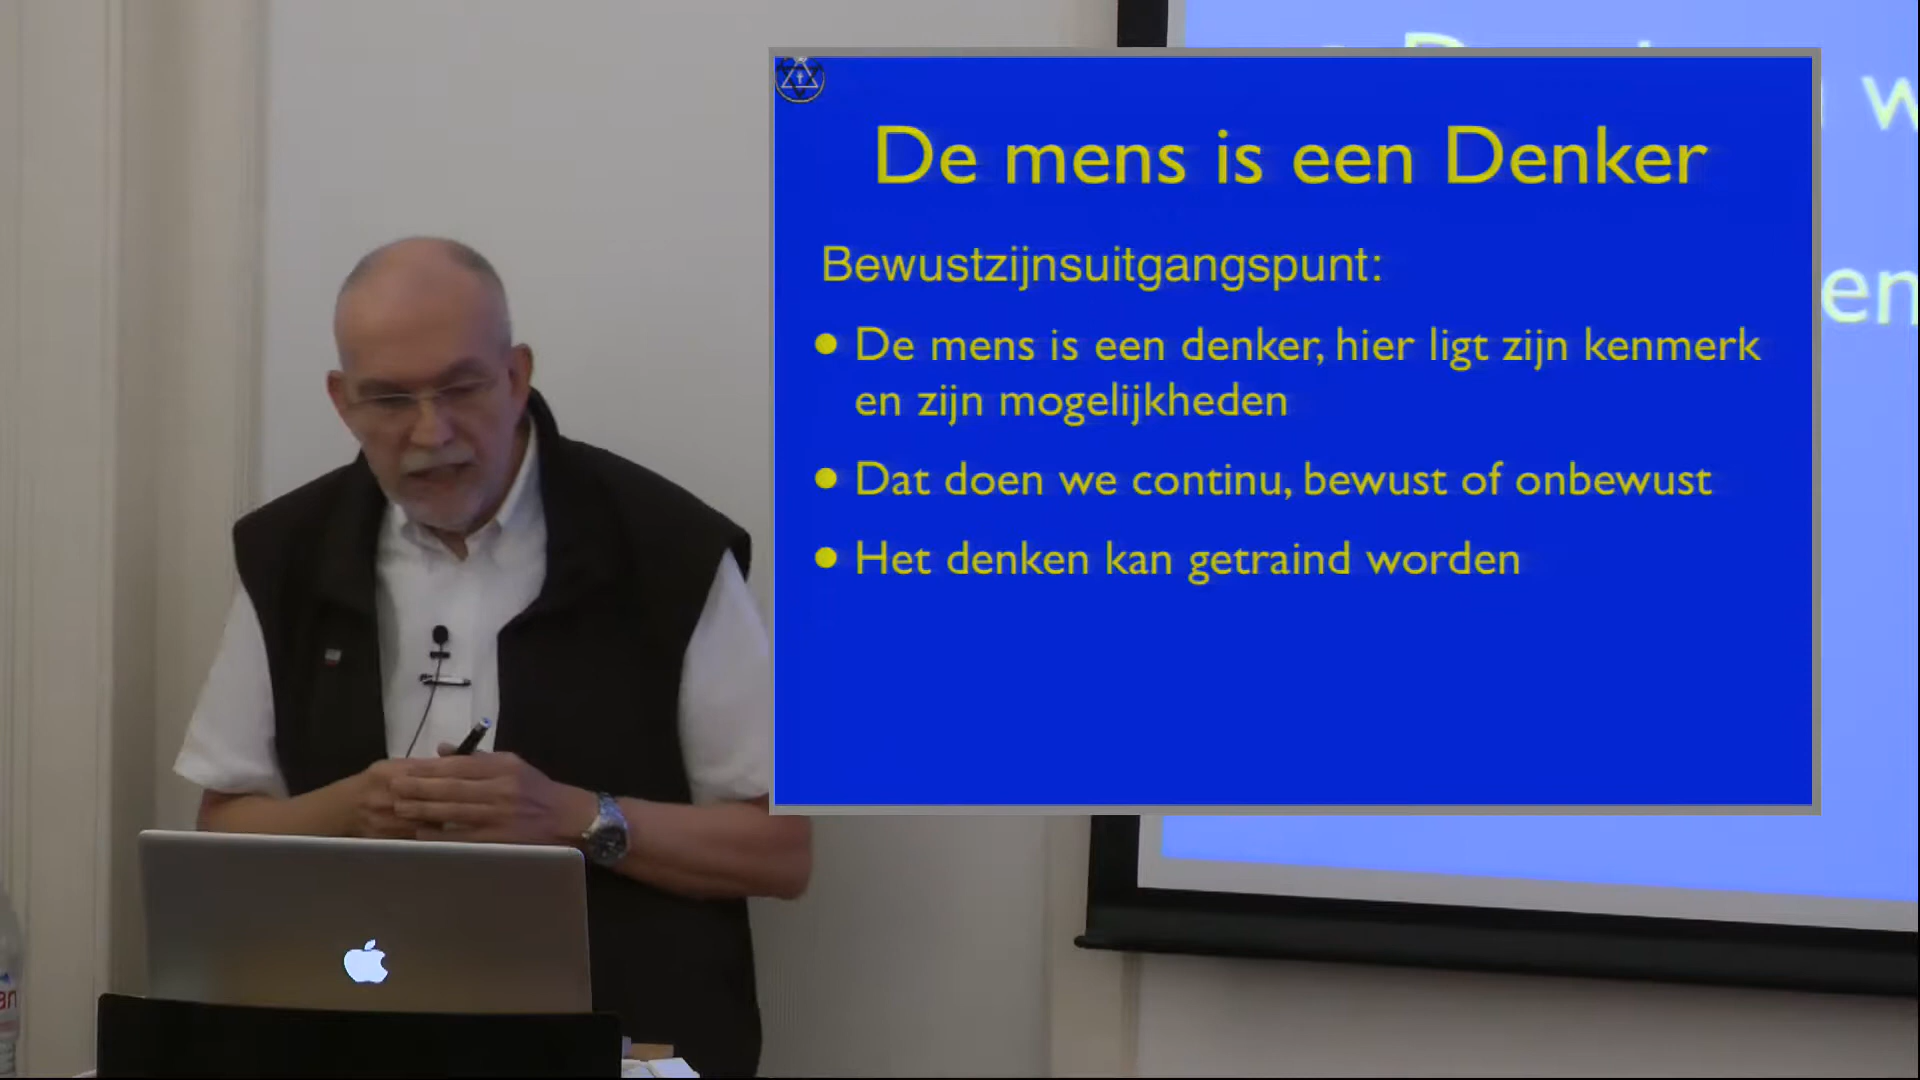 De mens is een Denker
Bewustzijnsuitgangspunt:
• De mens is een denker, hier ligt zijn kenmerk
en zijn mogelijkheden
• Dat doen we continu, bewust of onbewust
• Het denken kan getraind worden